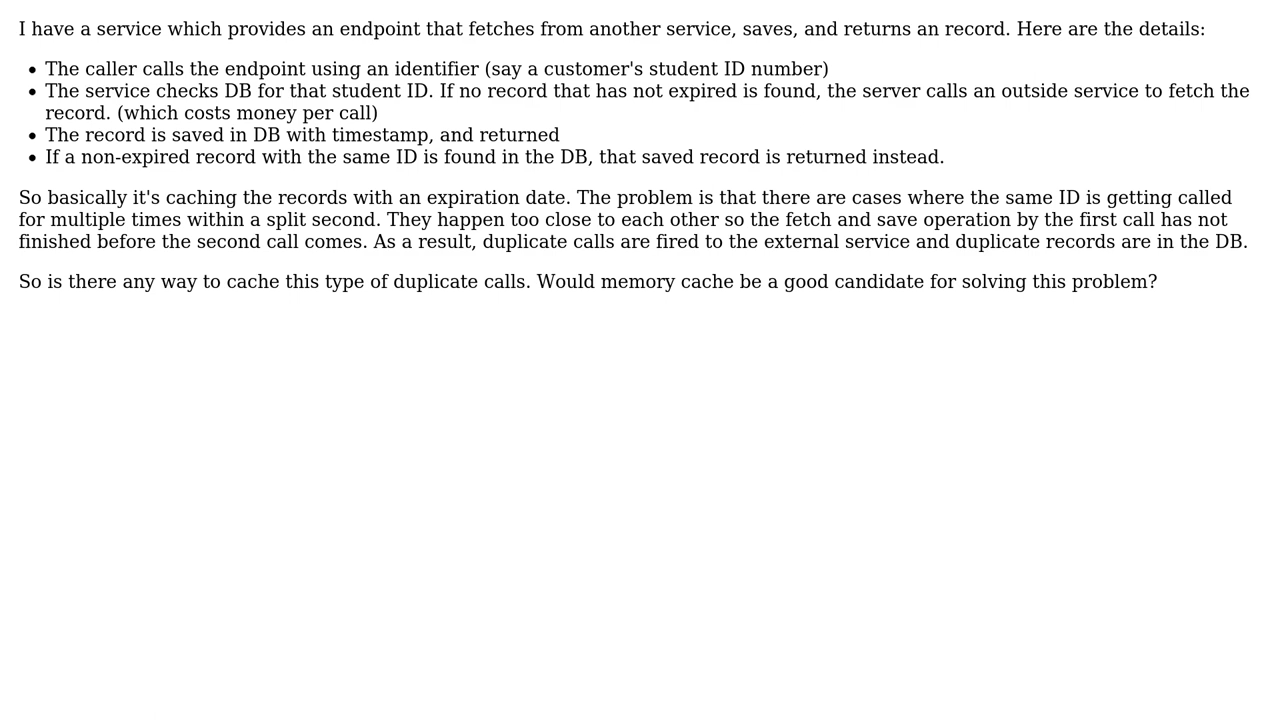 I have a service which provides an endpoint that fetches from another service, saves, and returns an record. Here are the details:
• The caller calls the endpoint using an identifier (say a customer's student ID number)
• The service checks DB for that student ID. If no record that has not expired is found, the server calls an outside service to fetch the
record. (which costs money per call)
• The record is saved in DB with timestamp, and returned
• If a non-expired record with the same ID is found in the DB, that saved record is returned instead.
So basically it's caching the records with an expiration date. The problem is that there are cases where the same ID is getting called
for multiple times within a split second. They happen too close to each other so the fetch and save operation by the first call has not
finished before the second call comes. As a result, duplicate calls are fired to the external service and duplicate records are in the DB.
So is there any way to cache this type of duplicate calls. Would memory cache be a good candidate for solving this problem?